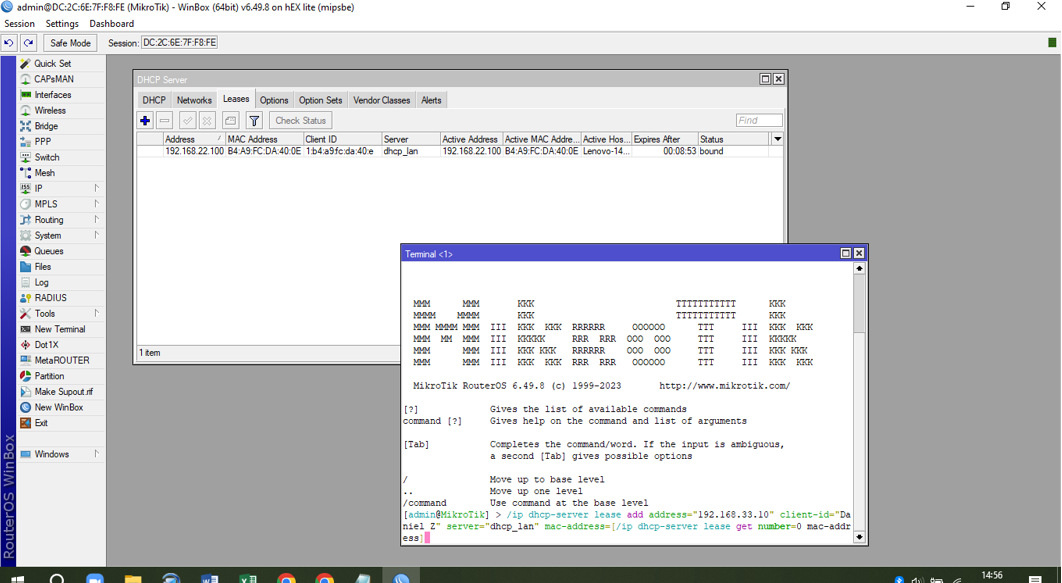 admin@DC:2C:6E:7F:F8:FE (MikroTik) - WinBox (64bit) v6.49.8 on hEX lite (mipsbe)
Session Settings Dashboard
Safe Mode Session: DC:2C:6E:7F:F8:FE
Quick Set
CAPsMAN
Interfaces
Wireless
Bridge
PPP
Switch
Mesh
IP
MPLS
Routing
System
Queues
Files
Log
RADIUS
Tools
New Terminal
Dot1X
MetaROUTER
Partition
Make Supout.rif
New WinBox
Exit
Windows
RouterOS WinBox
DHCP Server
DHCP Networks Leases Options Option Sets Vendor Classes Alerts
Check Status Find
Address MAC Address Client ID Server Active Address Active MAC Addre... Active Hos... Expires After Status
192.168.22.100 B4:A9:FC:DA:40:0E 1:b4:a9:fc:da:40:e dhcp_lan 192.168.22.100 B4:A9:FC:DA:40:0E Lenovo-14... 00:08:53 bound
1 item
Terminal <1>
MMM MMM KKK TTTTTTTTTTT KKK
MMMM MMMM KKK TTTTTTTTTTT KKK
MMM MMMM MMM III KKK KKK RRRRRR OOOOOO TTT III KKK KKK
MMM MM MMM III KKKKK RRR RRR OOO OOO TTT III KKKKK
MMM MMM III KKK KKK RRRRRR OOO OOO TTT III KKK KKK
MMM MMM III KKK KKK RRR RRR OOOOOO TTT III KKK KKK
MikroTik RouterOS 6.49.8 (c) 1999-2023 http://www.mikrotik.com/
[?] Gives the list of available commands
command [?] Gives help on the command and list of arguments
[Tab] Completes the command/word. If the input is ambiguous,
a second [Tab] gives possible options
/ Move up to base level
.. Move up one level
/command Use command at the base level
[admin@MikroTik] > /ip dhcp-server lease add address="192.168.33.10" client-id="Da
niel Z" server="dhcp_lan" mac-address=[/ip dhcp-server lease get number=0 mac-addr
ess]
14:56